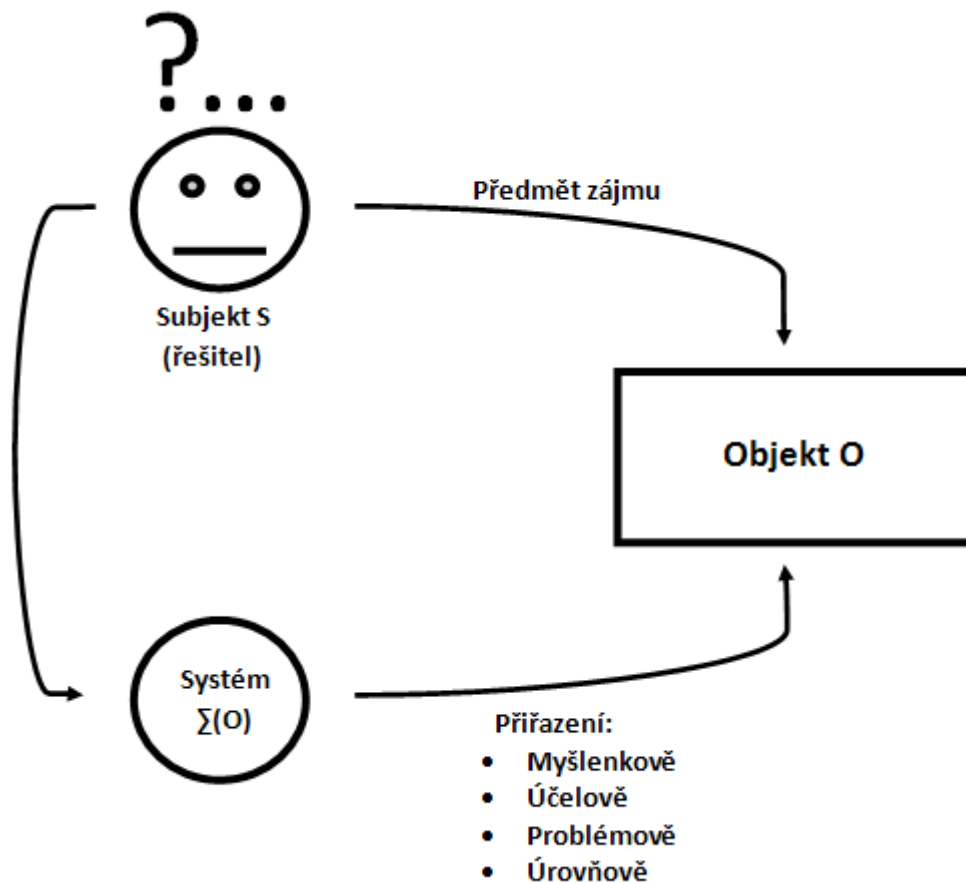 ?....
Předmět zájmu
Subjekt S
(řešitel)
Objekt O
Systém
∑(O)
Přiřazení:
• Myšlenkově
• Účelově
• Problémově
• Úrovňově